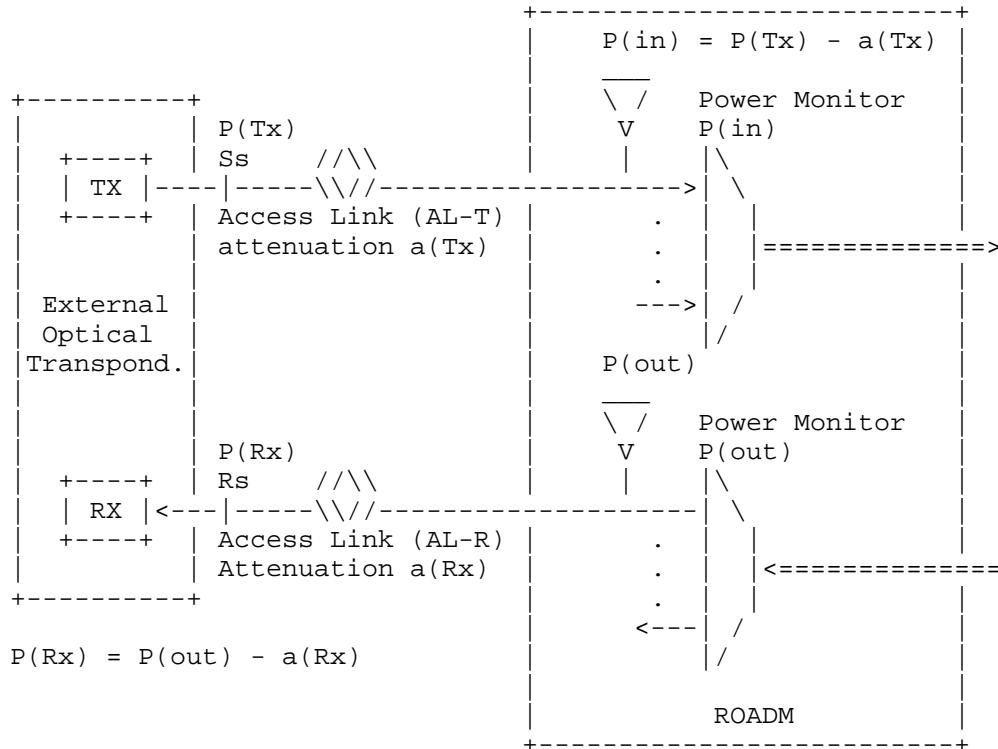 P(in) = P(Tx) - a(Tx)
Power Monitor
P(Tx) V P(in)
Ss //\\
TX \\//
Access Link (AL-T)
attenuation a(Tx)
External
Optical
Transpond.
P(out)
Power Monitor
P(Rx) V P(out)
Rs //\\
RX \\//
Access Link (AL-R)
Attenuation a(Rx)
P(Rx) = P(out) - a(Rx)
ROADM